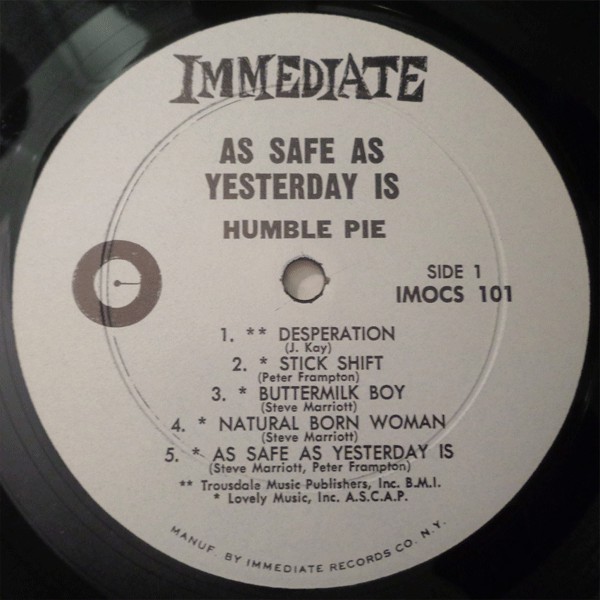 IMMEDIATE
AS SAFE AS
YESTERDAY IS
HUMBLE PIE
SIDE 1
IMOCS 101
1. ** DESPERATION
(J. Kay)
2. * STICK SHIFT
(Peter Frampton)
3. * BUTTERMILK BOY
(Steve Marriott)
4. * NATURAL BORN WOMAN
(Steve Marriott)
5. * AS SAFE AS YESTERDAY IS
(Steve Marriott, Peter Frampton)
** Trousdale Music Publishers, Inc. B.M.I.
* Lovely Music, Inc. A.S.C.A.P.
MANUF. BY IMMEDIATE RECORDS CO. N.Y.